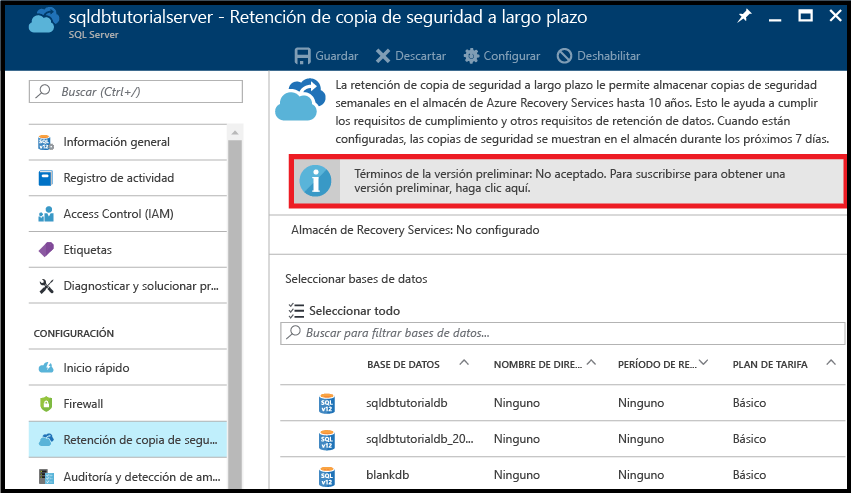 sqldbtutorialserver - Retención de copia de seguridad a largo plazo
SQL Server
Guardar Descartar Configurar Deshabilitar
Buscar (Ctrl+/)
Información general
Registro de actividad
Access Control (IAM)
Etiquetas
Diagnosticar y solucionar pr...
CONFIGURACIÓN
Inicio rápido
Firewall
Retención de copia de segu...
Auditoría y detección de am...
La retención de copia de seguridad a largo plazo le permite almacenar copias de seguridad
semanales en el almacén de Azure Recovery Services hasta 10 años. Esto le ayuda a cumplir
los requisitos de cumplimiento y otros requisitos de retención de datos. Cuando están
configuradas, las copias de seguridad se muestran en el almacén durante los próximos 7 días.
Términos de la versión preliminar: No aceptado. Para suscribirse para obtener una
versión preliminar, haga clic aquí.
Almacén de Recovery Services: No configurado
Seleccionar bases de datos
Seleccionar todo
Buscar para filtrar bases de datos...
BASE DE DATOS NOMBRE DE DIRE... PERÍODO DE RE... PLAN DE TARIFA
SQL v12 sqldbtutorialdb Ninguno Ninguno Básico
SQL v12 sqldbtutorialdb_20... Ninguno Ninguno Básico
SQL v12 blankdb Ninguno Ninguno Básico